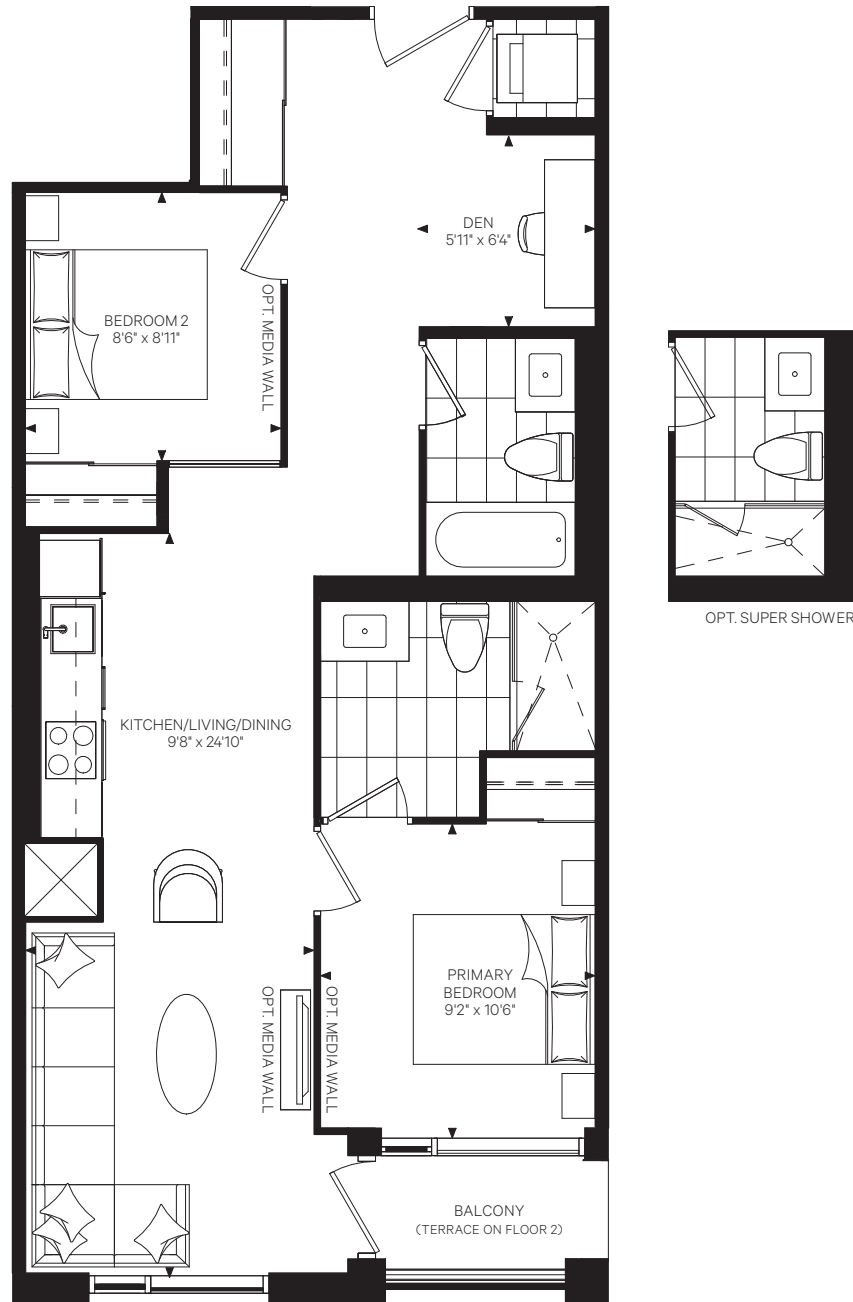 DEN
5'11" x 6'4"
BEDROOM 2
8'6" x 8'11"
OPT. MEDIA WALL
OPT. SUPER SHOWER
KITCHEN/LIVING/DINING
9'8" x 24'10"
PRIMARY
BEDROOM
9'2" x 10'6"
OPT. MEDIA WALL
OPT. MEDIA WALL
BALCONY
(TERRACE ON FLOOR 2)